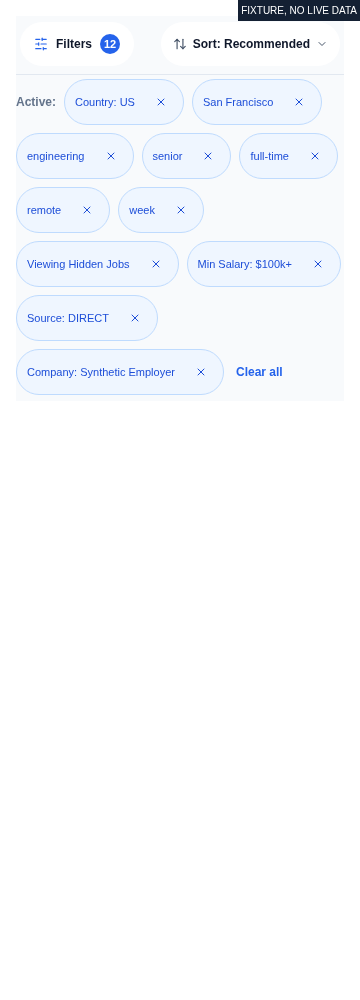 FIXTURE, NO LIVE DATA
Filters 12 Sort: Recommended
Active: Country: US San Francisco
engineering senior full-time
remote week
Viewing Hidden Jobs Min Salary: $100k+
Source: DIRECT
Company: Synthetic Employer Clear all